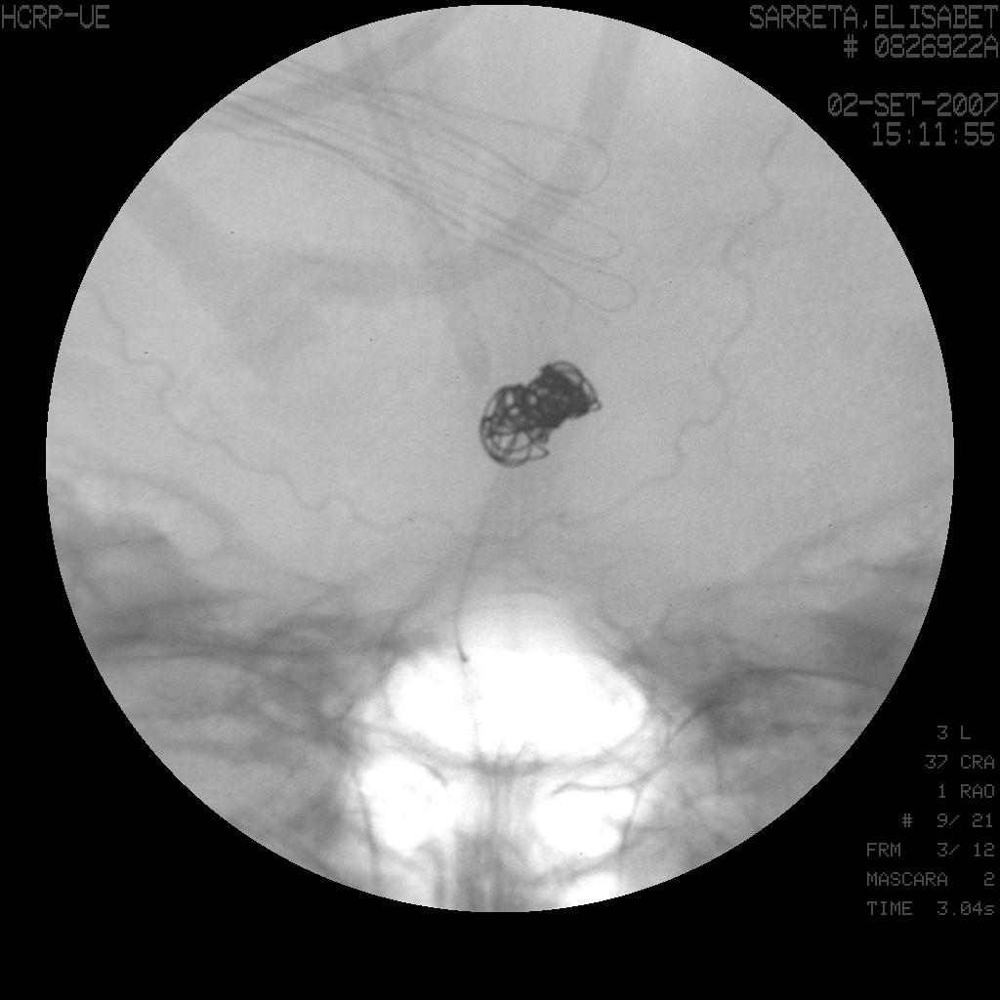 HCRP-UE
SARRETA,ELISABET
# 0826922A
02-SET-2007
15:11:55
3 L
37 CRA
1 RAO
# 9/ 21
FRM 3/ 12
MASCARA 2
TIME 3.04s